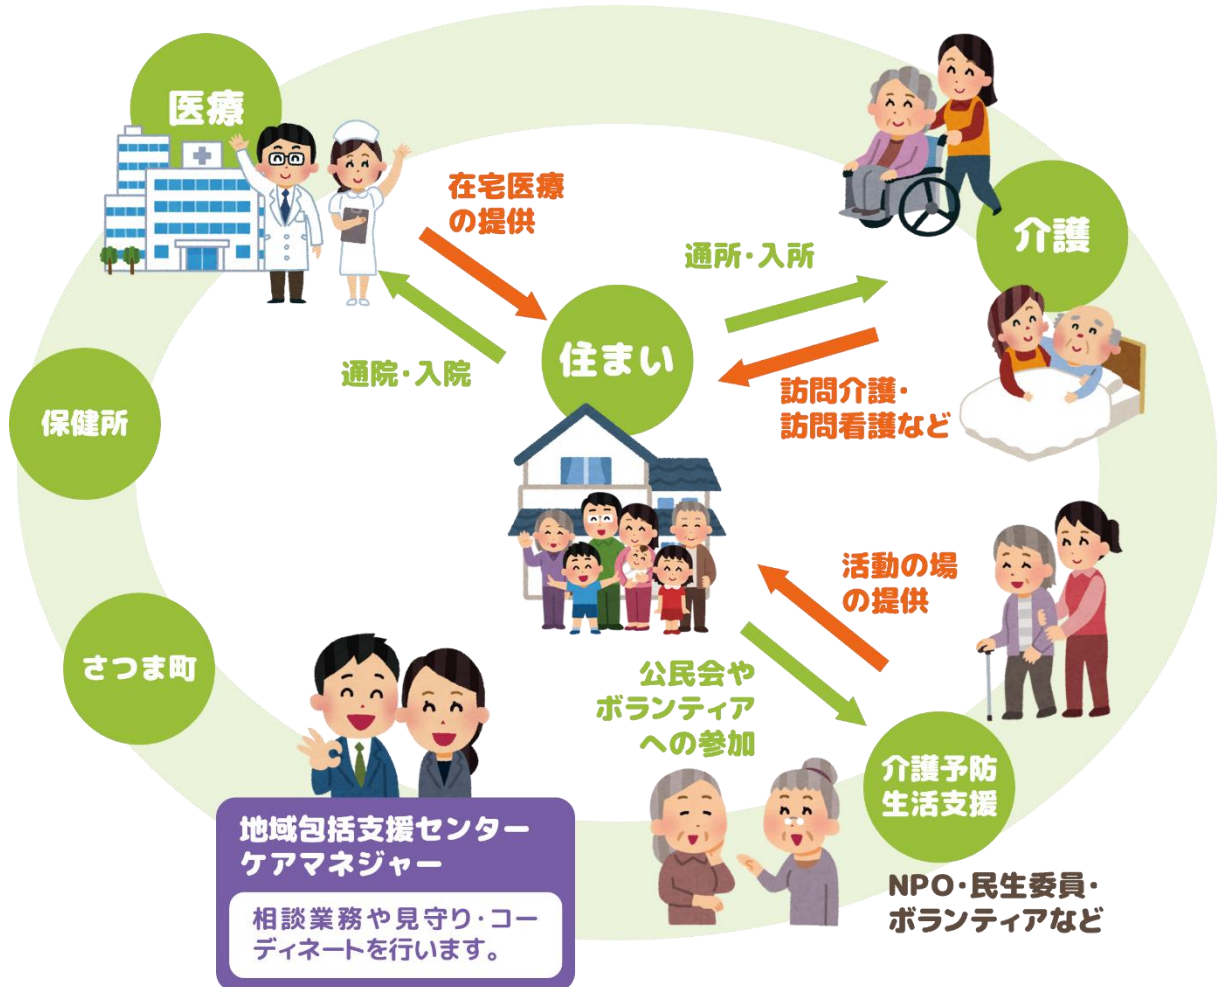 医療
在宅医療
の提供
通院・入院
住まい
通所・入所
訪問介護・
訪問看護など
介護
保健所
さつま町
活動の場
の提供
公民会や
ボランティア
への参加
介護予防
生活支援
NPO・民生委員・
ボランティアなど
地域包括支援センター
ケアマネジャー
相談業務や見守り・コー
ディネートを行います。